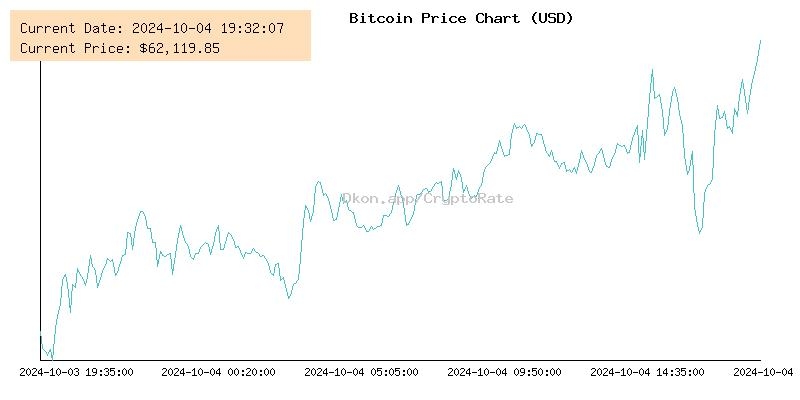 Bitcoin Price Chart (USD)
Current Date: 2024-10-04 19:32:07
Current Price: $62,119.85
Dkon.app/CryptoRate
2024-10-03 19:35:00 2024-10-04 00:20:00 2024-10-04 05:05:00 2024-10-04 09:50:00 2024-10-04 14:35:00 2024-10-04